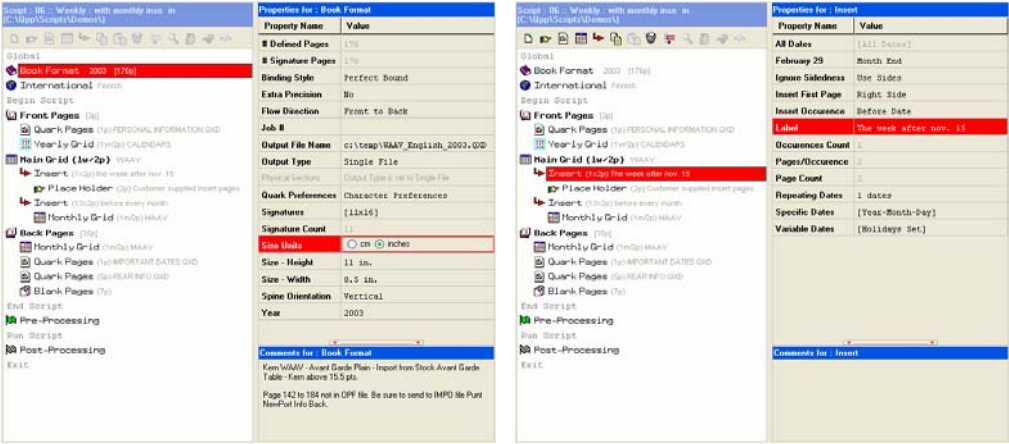 Script : 06 :: Weekly : with monthly inse in
(C:\Qpp\Scripts\Demos\)
Global
Book Format 2003 [176p]
International Finnish
Begin Script
Front Pages [3p]
Quark Pages (1p) PERSONAL INFORMATION.QXD
Yearly Grid (1yr/2p) CALENDARS
Main Grid (1w/2p) WAAV
Insert (1x2p) the week after nov. 15
Place Holder (2p) Customer supplied insert pages
Insert (12x2p) before every month
Monthly Grid (1m/2p) MAAV
Back Pages [35p]
Monthly Grid (1m/2p) MAAV
Quark Pages (1p) IMPORTANT DATES.QXD
Quark Pages (5p) REAR INFO.QXD
Blank Pages (7p)
End Script
Pre-Processing
Run Script
Post-Processing
Exit
Properties for : Book Format
Property Name Value
# Defined Pages 176
# Signature Pages 176
Binding Style Perfect Bound
Extra Precision No
Flow Direction Front to Back
Job #
Output File Name c:\temp\WAAV_English_2003.QXD
Output Type Single File
Physical Sections Output Type is set to Single File
Quark Preferences Character Preferences
Signatures [11x16]
Signature Count 11
Size Units cm inches
Size - Height 11 in.
Size - Width 8.5 in.
Spine Orientation Vertical
Year 2003
Comments for : Book Format
Kern WAAV - Avant Garde Plain - Import from Stock Avant Garde
Table - Kern above 15.5 pts.
Page 142 to 184 not in OPF file. Be sure to send to IMPO file Punt
NewPort Info Back.
Script : 06 :: Weekly : with monthly inse in
(C:\Qpp\Scripts\Demos\)
Global
Book Format 2003 [176p]
International Finnish
Begin Script
Front Pages [3p]
Quark Pages (1p) PERSONAL INFORMATION.QXD
Yearly Grid (1yr/2p) CALENDARS
Main Grid (1w/2p) WAAV
Insert (1x2p) the week after nov. 15
Place Holder (2p) Customer supplied insert pages
Insert (12x2p) before every month
Monthly Grid (1m/2p) MAAV
Back Pages [35p]
Monthly Grid (1m/2p) MAAV
Quark Pages (1p) IMPORTANT DATES.QXD
Quark Pages (5p) REAR INFO.QXD
Blank Pages (7p)
End Script
Pre-Processing
Run Script
Post-Processing
Exit
Properties for : Insert
Property Name Value
All Dates [All Dates]
February 29 Month End
Ignore Sidedness Use Sides
Insert First Page Right Side
Insert Occurence Before Date
Label The week after nov. 15
Occurences Count 1
Pages/Occurence 2
Page Count 2
Repeating Dates 1 dates
Specific Dates [Year-Month-Day]
Variable Dates [Holidays Set]
Comments for : Insert